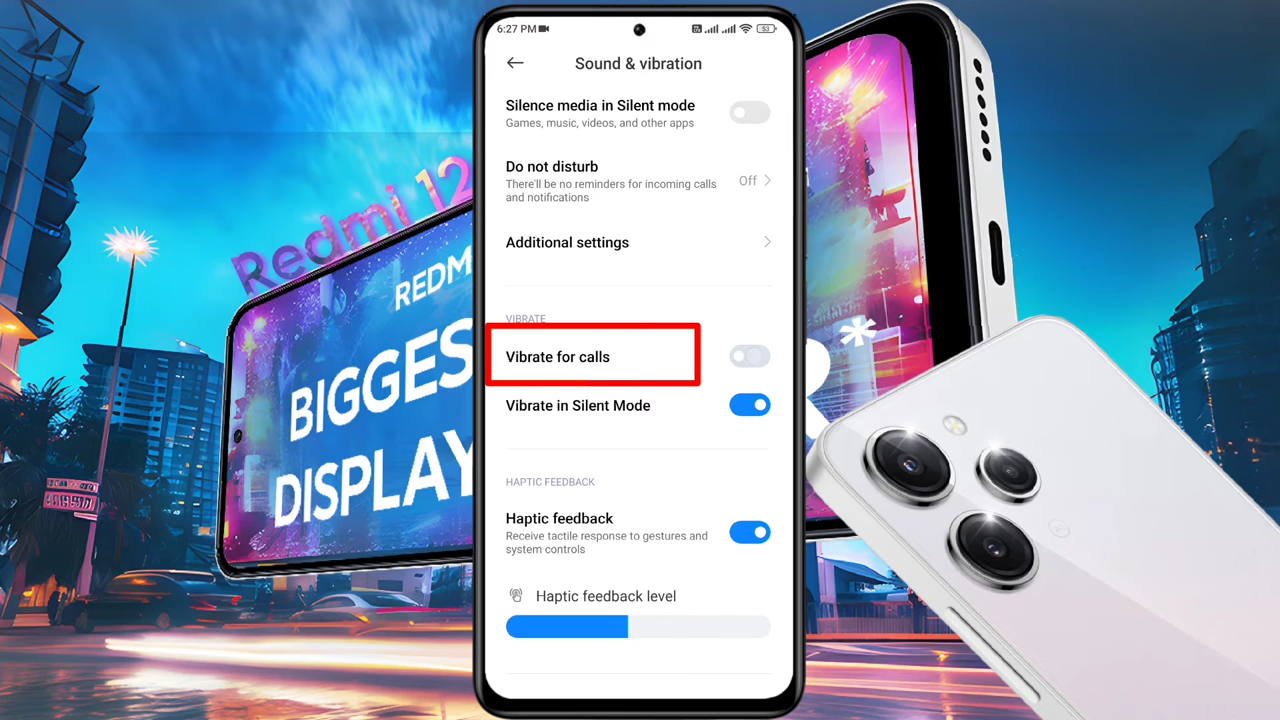 6:27 PM
53
Sound & vibration
Silence media in Silent mode
Games, music, videos, and other apps
Do not disturb
There'll be no reminders for incoming calls
and notifications
Off
Additional settings
VIBRATE
Vibrate for calls
Vibrate in Silent Mode
HAPTIC FEEDBACK
Haptic feedback
Receive tactile response to gestures and
system controls
Haptic feedback level
Redmi 12
REDM
BIGGES
DISPLAY